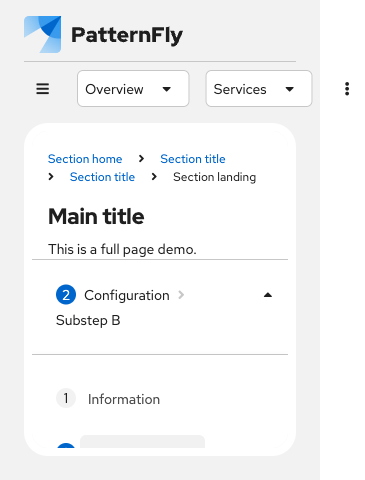 PatternFly
Overview Services
Section home Section title
Section title Section landing
Main title
This is a full page demo.
2 Configuration
Substep B
1 Information